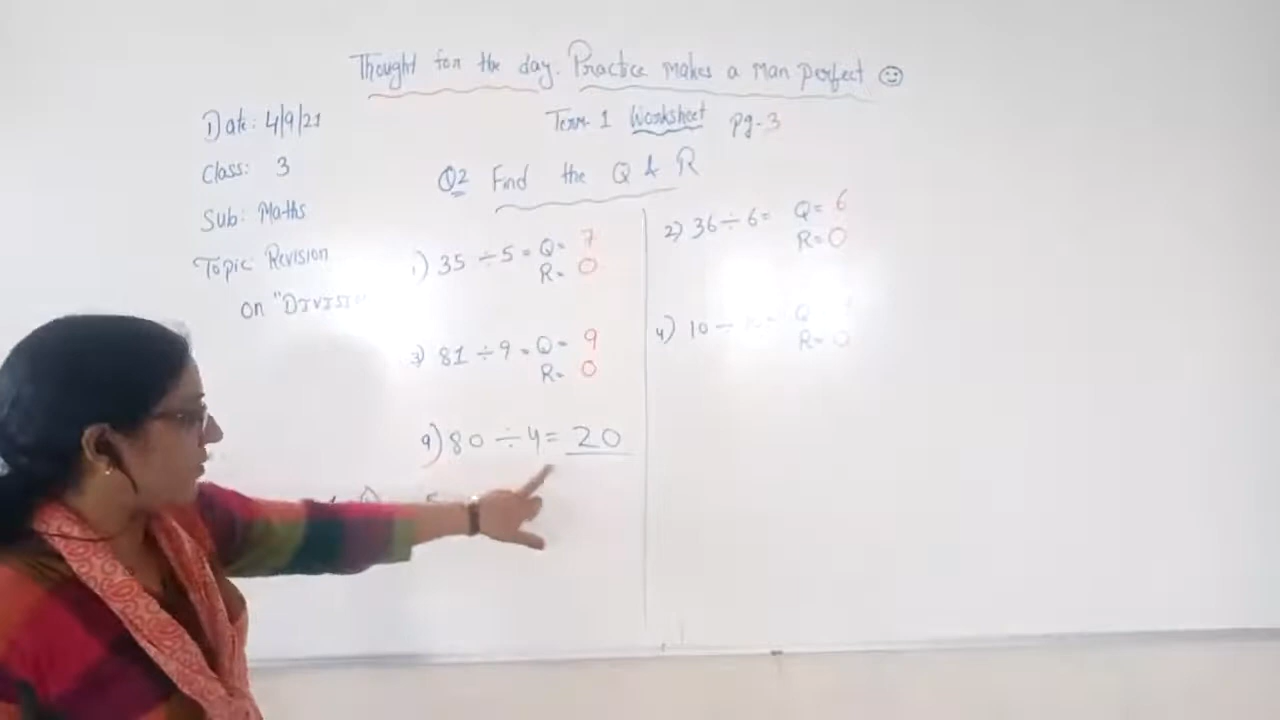 Thought for the day. Practice makes a man perfect ☺
Date: 4/9/21
Term 1 Worksheet pg-3
Class: 3
Q2 Find the Q & R
Sub: Maths
Topic Revision
on "DIVISI
1) 35 ÷ 5 = Q= 7
R= 0
2) 36 ÷ 6 = Q= 6
R= 0
3) 81 ÷ 9 = Q= 9
R= 0
4) 10 ÷ = Q
R= 0
9) 80 ÷ 4 = 20